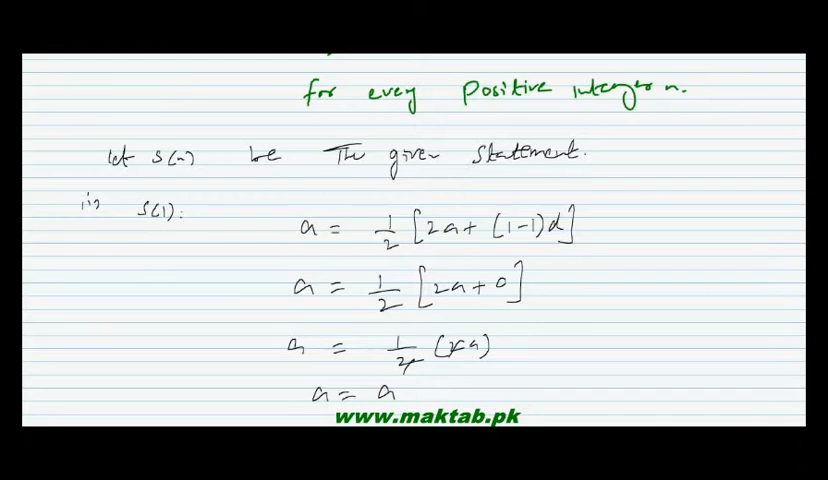 for every positive integer n.
let S(n) be The given statement.
(i) S(1):
a = 1/2 [2a + (1-1)d]
a = 1/2 [2a + 0]
a = 1/2 (2a)
a = a
www.maktab.pk